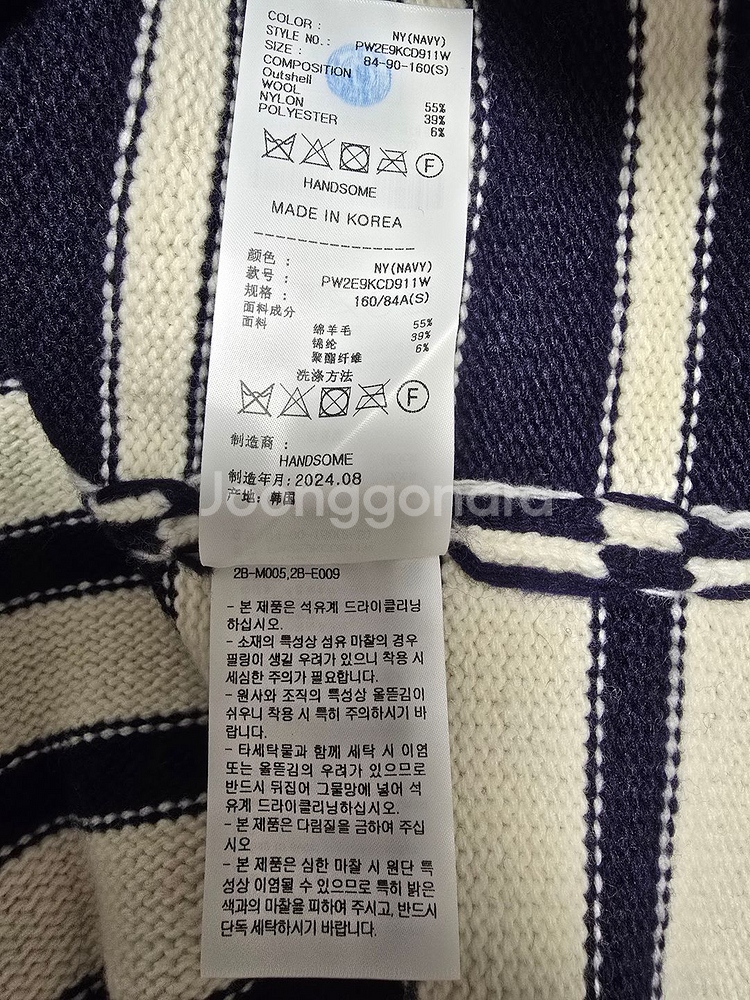 COLOR : NY(NAVY)
STYLE NO.: PW2E9KCD911W
SIZE : 84-90-160(S)
COMPOSITION
Outshell
WOOL 55%
NYLON 39%
POLYESTER 6%
F
HANDSOME
MADE IN KOREA
颜色 : NY(NAVY)
款号 : PW2E9KCD911W
规格 : 160/84A(S)
面料成分
面料
绵羊毛 55%
锦纶 39%
聚酯纤维 6%
洗涤方法
F
制造商 :
HANDSOME
制造年月: 2024.08
产地: 韩国
Joonggonara
2B-M005,2B-E009
- 본 제품은 석유계 드라이클리닝
하십시오.
- 소재의 특성상 섬유 마찰의 경우
필링이 생길 우려가 있으니 착용 시
세심한 주의가 필요합니다.
- 원사와 조직의 특성상 올뜯김이
쉬우니 착용 시 특히 주의하시기 바
랍니다.
- 타세탁물과 함께 세탁 시 이염
또는 올뜯김의 우려가 있으므로
반드시 뒤집어 그물망에 넣어 석
유계 드라이클리닝하십시오.
- 본 제품은 다림질을 금하여 주십
시오
- 본 제품은 심한 마찰 시 원단 특
성상 이염될 수 있으므로 특히 밝은
색과의 마찰을 피하여 주시고, 반드시
단독 세탁하시기 바랍니다.